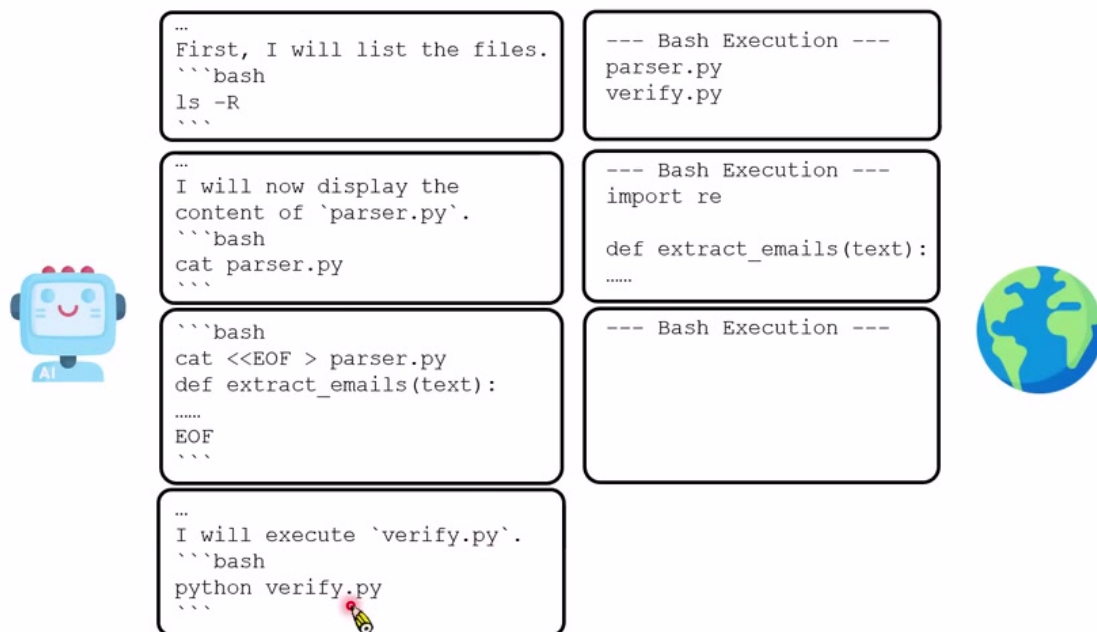 …
First, I will list the files.
```bash
ls -R
```
--- Bash Execution ---
parser.py
verify.py
…
I will now display the
content of `parser.py`.
```bash
cat parser.py
```
--- Bash Execution ---
import re
def extract_emails(text):
……
```bash
cat <<EOF > parser.py
def extract_emails(text):
……
EOF
```
--- Bash Execution ---
…
I will execute `verify.py`.
```bash
python verify.py
```
AI